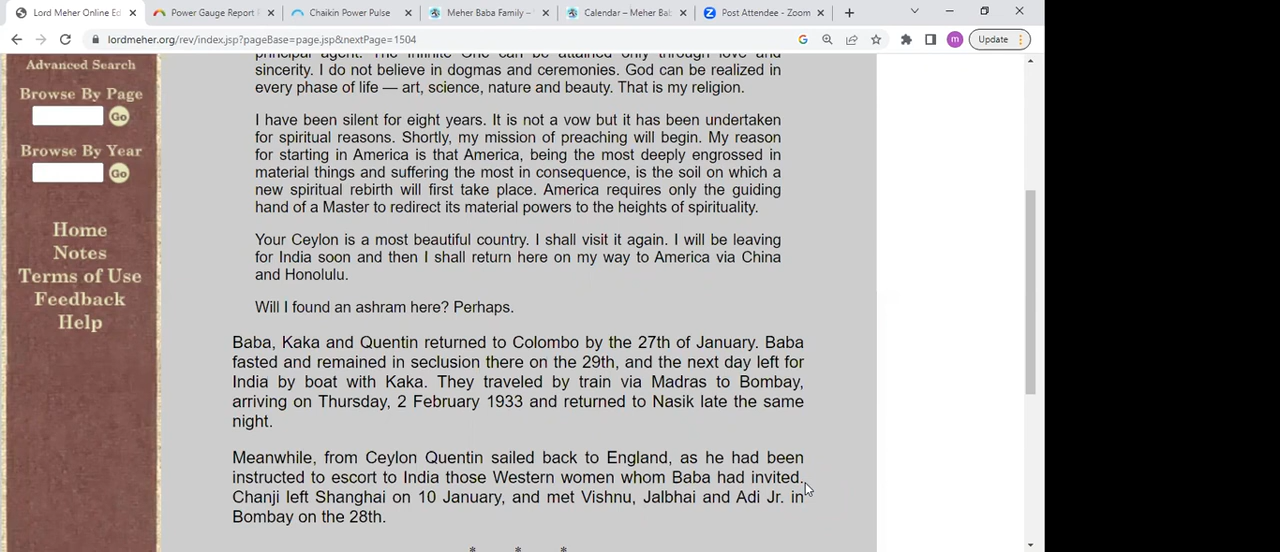 Lord Meher Online Ed
Power Gauge Report
Chaikin Power Pulse
Meher Baba Family –
Calendar – Meher Bab
Post Attendee - Zoom
lordmeher.org/rev/index.jsp?pageBase=page.jsp&nextPage=1504
m
Update
Advanced Search
Browse By Page
Go
Browse By Year
Go
Home
Notes
Terms of Use
Feedback
Help
principal agent. The Infinite One can be attained only through love and
sincerity. I do not believe in dogmas and ceremonies. God can be realized in
every phase of life — art, science, nature and beauty. That is my religion.
I have been silent for eight years. It is not a vow but it has been undertaken
for spiritual reasons. Shortly, my mission of preaching will begin. My reason
for starting in America is that America, being the most deeply engrossed in
material things and suffering the most in consequence, is the soil on which a
new spiritual rebirth will first take place. America requires only the guiding
hand of a Master to redirect its material powers to the heights of spirituality.
Your Ceylon is a most beautiful country. I shall visit it again. I will be leaving
for India soon and then I shall return here on my way to America via China
and Honolulu.
Will I found an ashram here? Perhaps.
Baba, Kaka and Quentin returned to Colombo by the 27th of January. Baba
fasted and remained in seclusion there on the 29th, and the next day left for
India by boat with Kaka. They traveled by train via Madras to Bombay,
arriving on Thursday, 2 February 1933 and returned to Nasik late the same
night.
Meanwhile, from Ceylon Quentin sailed back to England, as he had been
instructed to escort to India those Western women whom Baba had invited.
Chanji left Shanghai on 10 January, and met Vishnu, Jalbhai and Adi Jr. in
Bombay on the 28th.
* * *